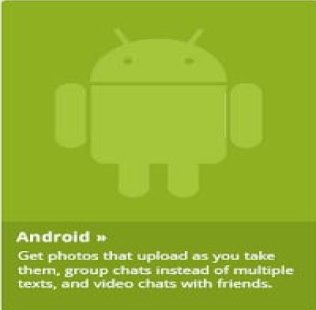 Android »
Get photos that upload as you take
them, group chats instead of multiple
texts, and video chats with friends.